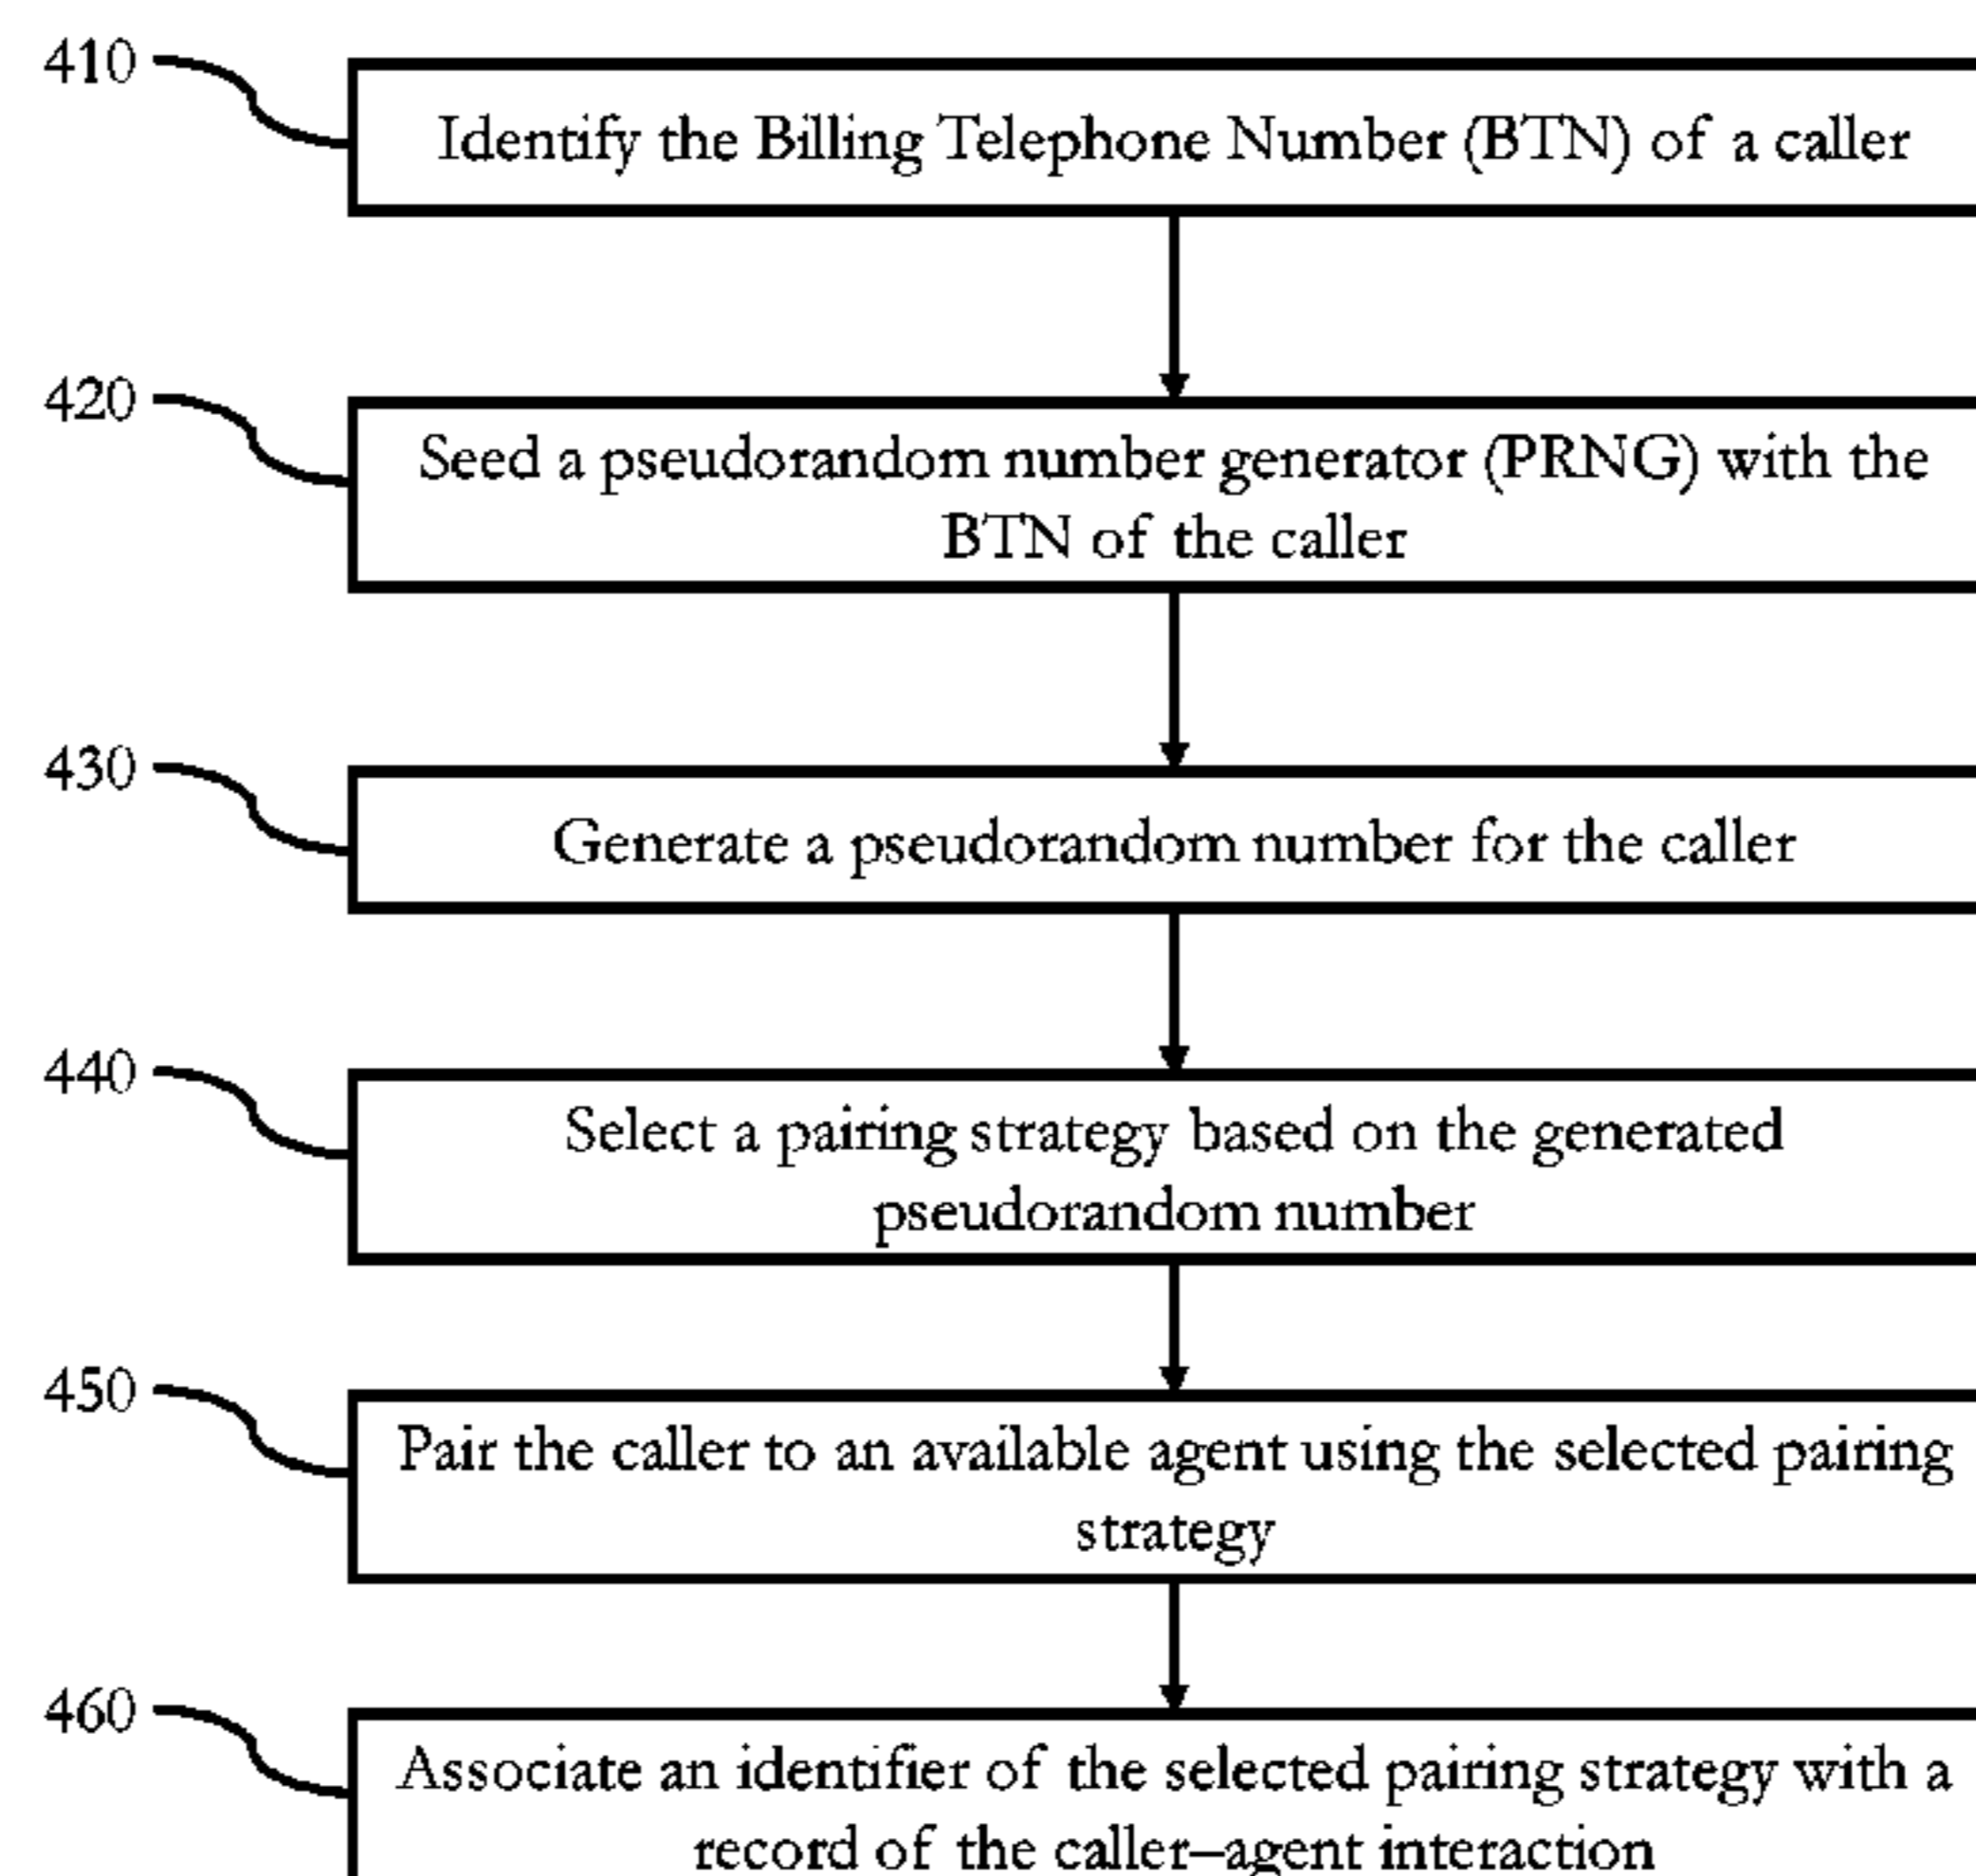 410
Identify the Billing Telephone Number (BTN) of a caller
420
Seed a pseudorandom number generator (PRNG) with the
BTN of the caller
430
Generate a pseudorandom number for the caller
440
Select a pairing strategy based on the generated
pseudorandom number
450
Pair the caller to an available agent using the selected pairing
strategy
460
Associate an identifier of the selected pairing strategy with a
record of the caller–agent interaction